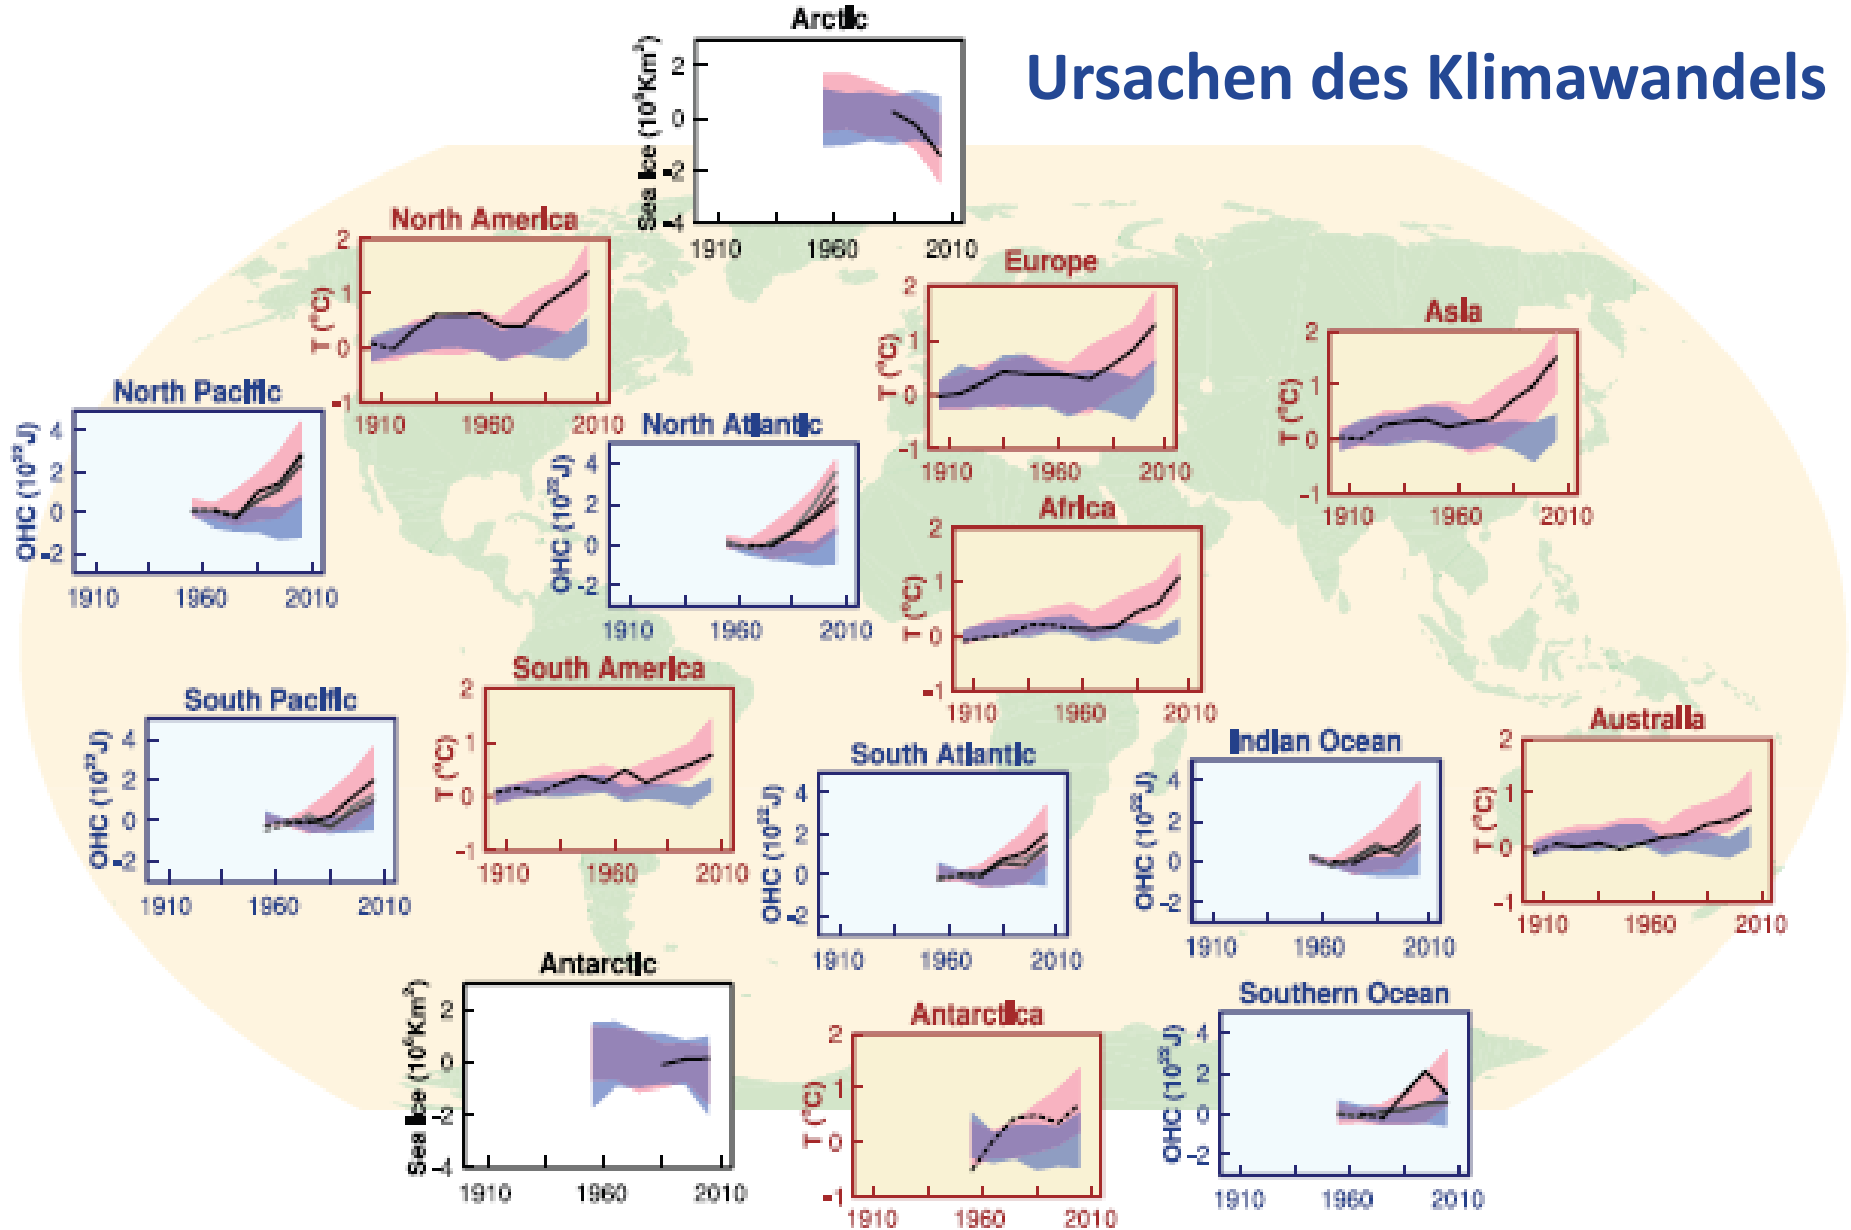 Arctic
Ursachen des Klimawandels
Sea Ice (10⁶Km²)
2
0
-2
-4
1910 1960 2010
North America
T (°C)
2
1
0
-1
1910 1960 2010
Europe
T (°C)
2
1
0
-1
1910 1960 2010
Asia
T (°C)
2
1
0
-1
1910 1960 2010
North Pacific
OHC (10²²J)
4
2
0
-2
1910 1960 2010
North Atlantic
OHC (10²²J)
4
2
0
-2
1910 1960 2010
Africa
T (°C)
2
1
0
-1
1910 1960 2010
South Pacific
OHC (10²²J)
4
2
0
-2
1910 1960 2010
South America
T (°C)
2
1
0
-1
1910 1960 2010
South Atlantic
OHC (10²²J)
4
2
0
-2
1910 1960 2010
Indian Ocean
OHC (10²²J)
4
2
0
-2
1910 1960 2010
Australia
T (°C)
2
1
0
-1
1910 1960 2010
Antarctic
Sea Ice (10⁶Km²)
2
0
-2
-4
1910 1960 2010
Antarctica
T (°C)
2
1
0
-1
1910 1960 2010
Southern Ocean
OHC (10²²J)
4
2
0
-2
1910 1960 2010